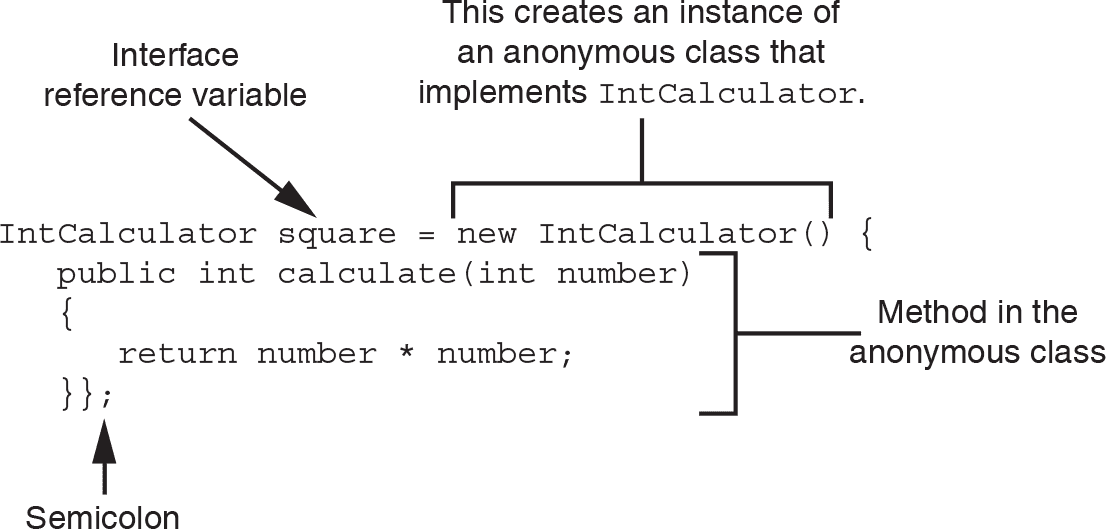 This creates an instance of
an anonymous class that
implements IntCalculator.
Interface
reference variable
IntCalculator square = new IntCalculator() {
public int calculate(int number)
{
return number * number;
}};
Method in the
anonymous class
Semicolon